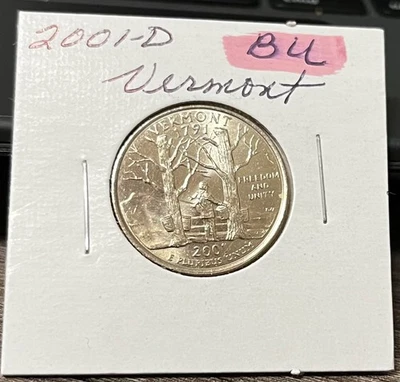 2001-D
BU
Vermont
VERMONT
1791
FREEDOM
AND
UNITY
2001
E PLURIBUS UNUM